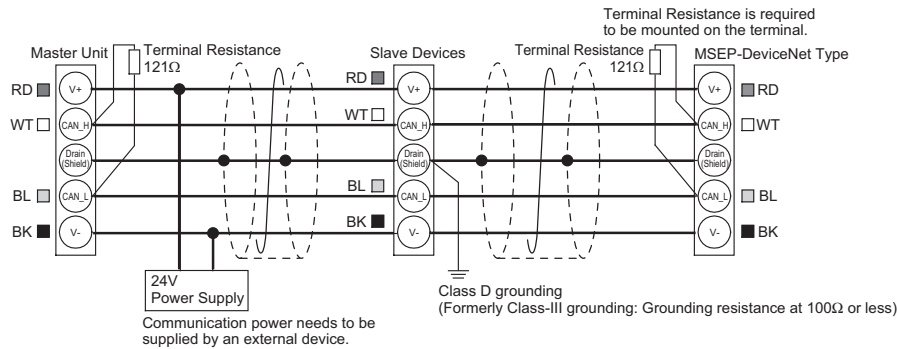 Terminal Resistance is required
to be mounted on the terminal.
Master Unit
Terminal Resistance
121Ω
Slave Devices
Terminal Resistance
121Ω
MSEP-DeviceNet Type
RD
V+
RD
V+
V+
RD
WT
CAN_H
WT
CAN_H
CAN_H
WT
Drain
(Shield)
Drain
(Shield)
Drain
(Shield)
BL
CAN_L
BL
CAN_L
CAN_L
BL
BK
V-
BK
V-
V-
BK
24V
Power Supply
Communication power needs to be
supplied by an external device.
Class D grounding
(Formerly Class-III grounding: Grounding resistance at 100Ω or less)